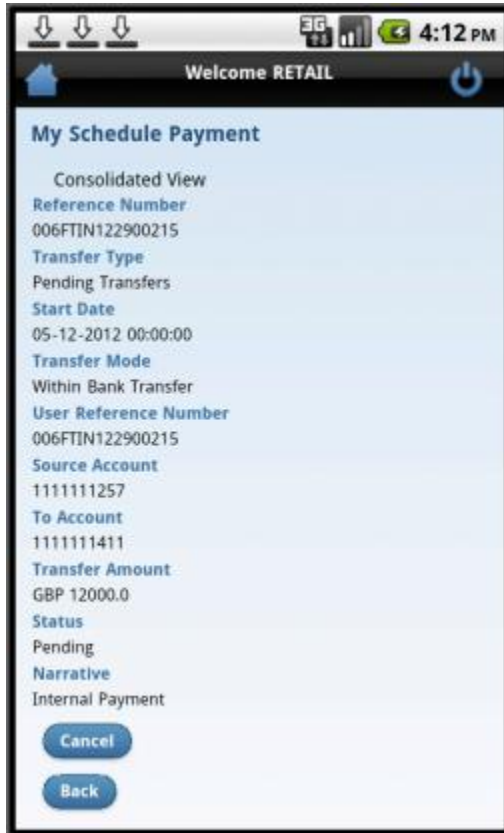 3G
4:12 PM
Welcome RETAIL
My Schedule Payment
Consolidated View
Reference Number
006FTIN122900215
Transfer Type
Pending Transfers
Start Date
05-12-2012 00:00:00
Transfer Mode
Within Bank Transfer
User Reference Number
006FTIN122900215
Source Account
1111111257
To Account
1111111411
Transfer Amount
GBP 12000.0
Status
Pending
Narrative
Internal Payment
Cancel
Back